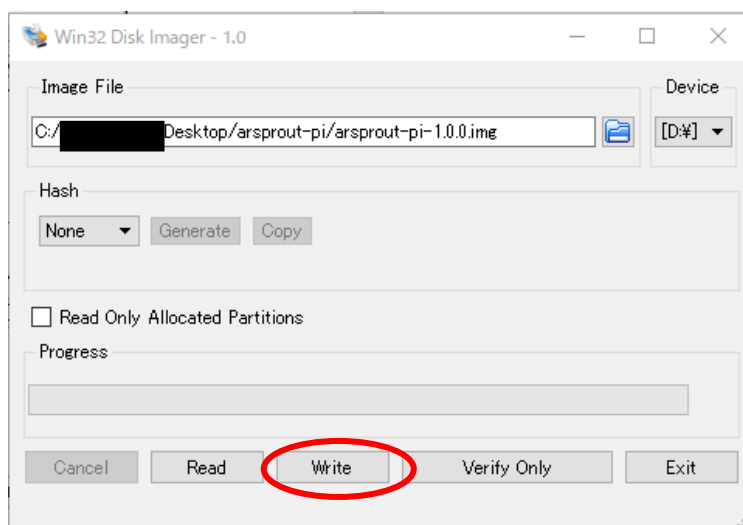 Win32 Disk Imager - 1.0
Image File
Device
C:/
Desktop/arsprout-pi/arsprout-pi-1.0.0.img
[D:¥]
Hash
None
Generate
Copy
Read Only Allocated Partitions
Progress
Cancel
Read
Write
Verify Only
Exit